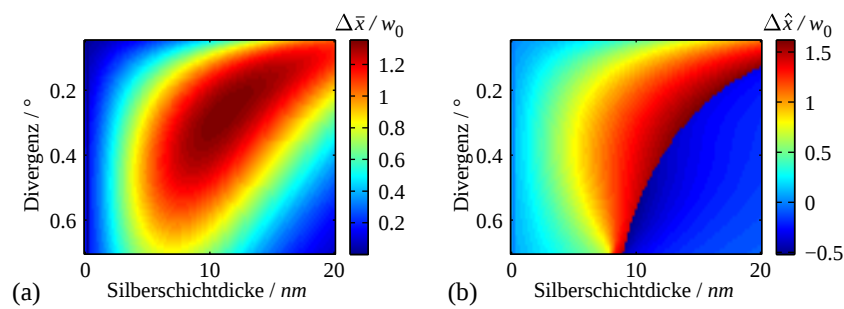 Δx̄ / w₀
Δx̂ / w₀
Divergenz / °
0.2
0.4
0.6
0
10
20
Silberschichtdicke / nm
(a)
1.2
1
0.8
0.6
0.4
0.2
Divergenz / °
0.2
0.4
0.6
0
10
20
Silberschichtdicke / nm
(b)
1.5
1
0.5
0
−0.5